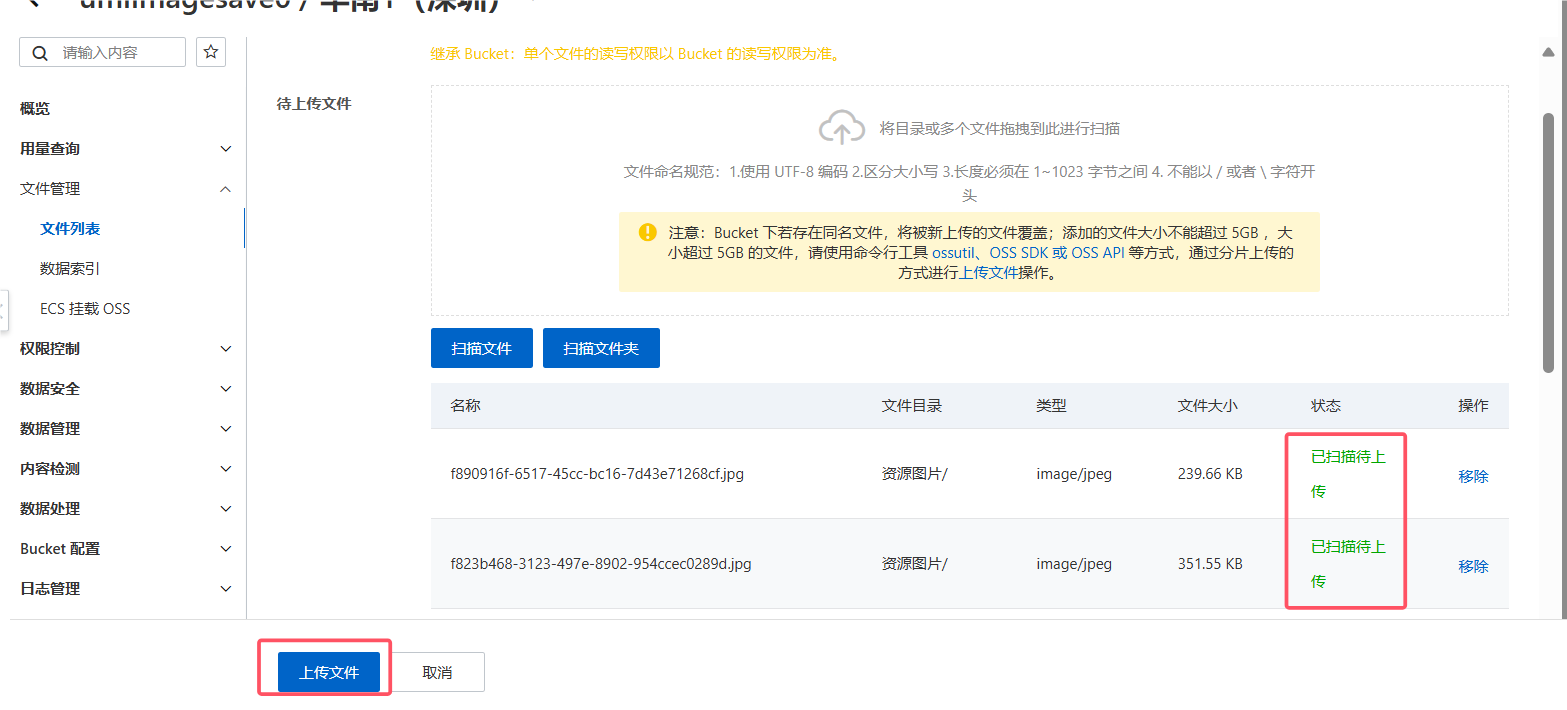 umiimagesave0 / 华南1（深圳）
请输入内容
概览
用量查询
文件管理
文件列表
数据索引
ECS 挂载 OSS
权限控制
数据安全
数据管理
内容检测
数据处理
Bucket 配置
日志管理
继承 Bucket：单个文件的读写权限以 Bucket 的读写权限为准。
待上传文件
将目录或多个文件拖拽到此进行扫描
文件命名规范：1.使用 UTF-8 编码 2.区分大小写 3.长度必须在 1~1023 字节之间 4. 不能以 / 或者 \ 字符开
头
注意：Bucket 下若存在同名文件，将被新上传的文件覆盖；添加的文件大小不能超过 5GB ，大
小超过 5GB 的文件，请使用命令行工具 ossutil、OSS SDK 或 OSS API 等方式，通过分片上传的
方式进行上传文件操作。
扫描文件 扫描文件夹
名称 文件目录 类型 文件大小 状态 操作
f890916f-6517-45cc-bc16-7d43e71268cf.jpg 资源图片/ image/jpeg 239.66 KB 已扫描待上 移除
传
f823b468-3123-497e-8902-954ccec0289d.jpg 资源图片/ image/jpeg 351.55 KB 已扫描待上 移除
传
上传文件 取消